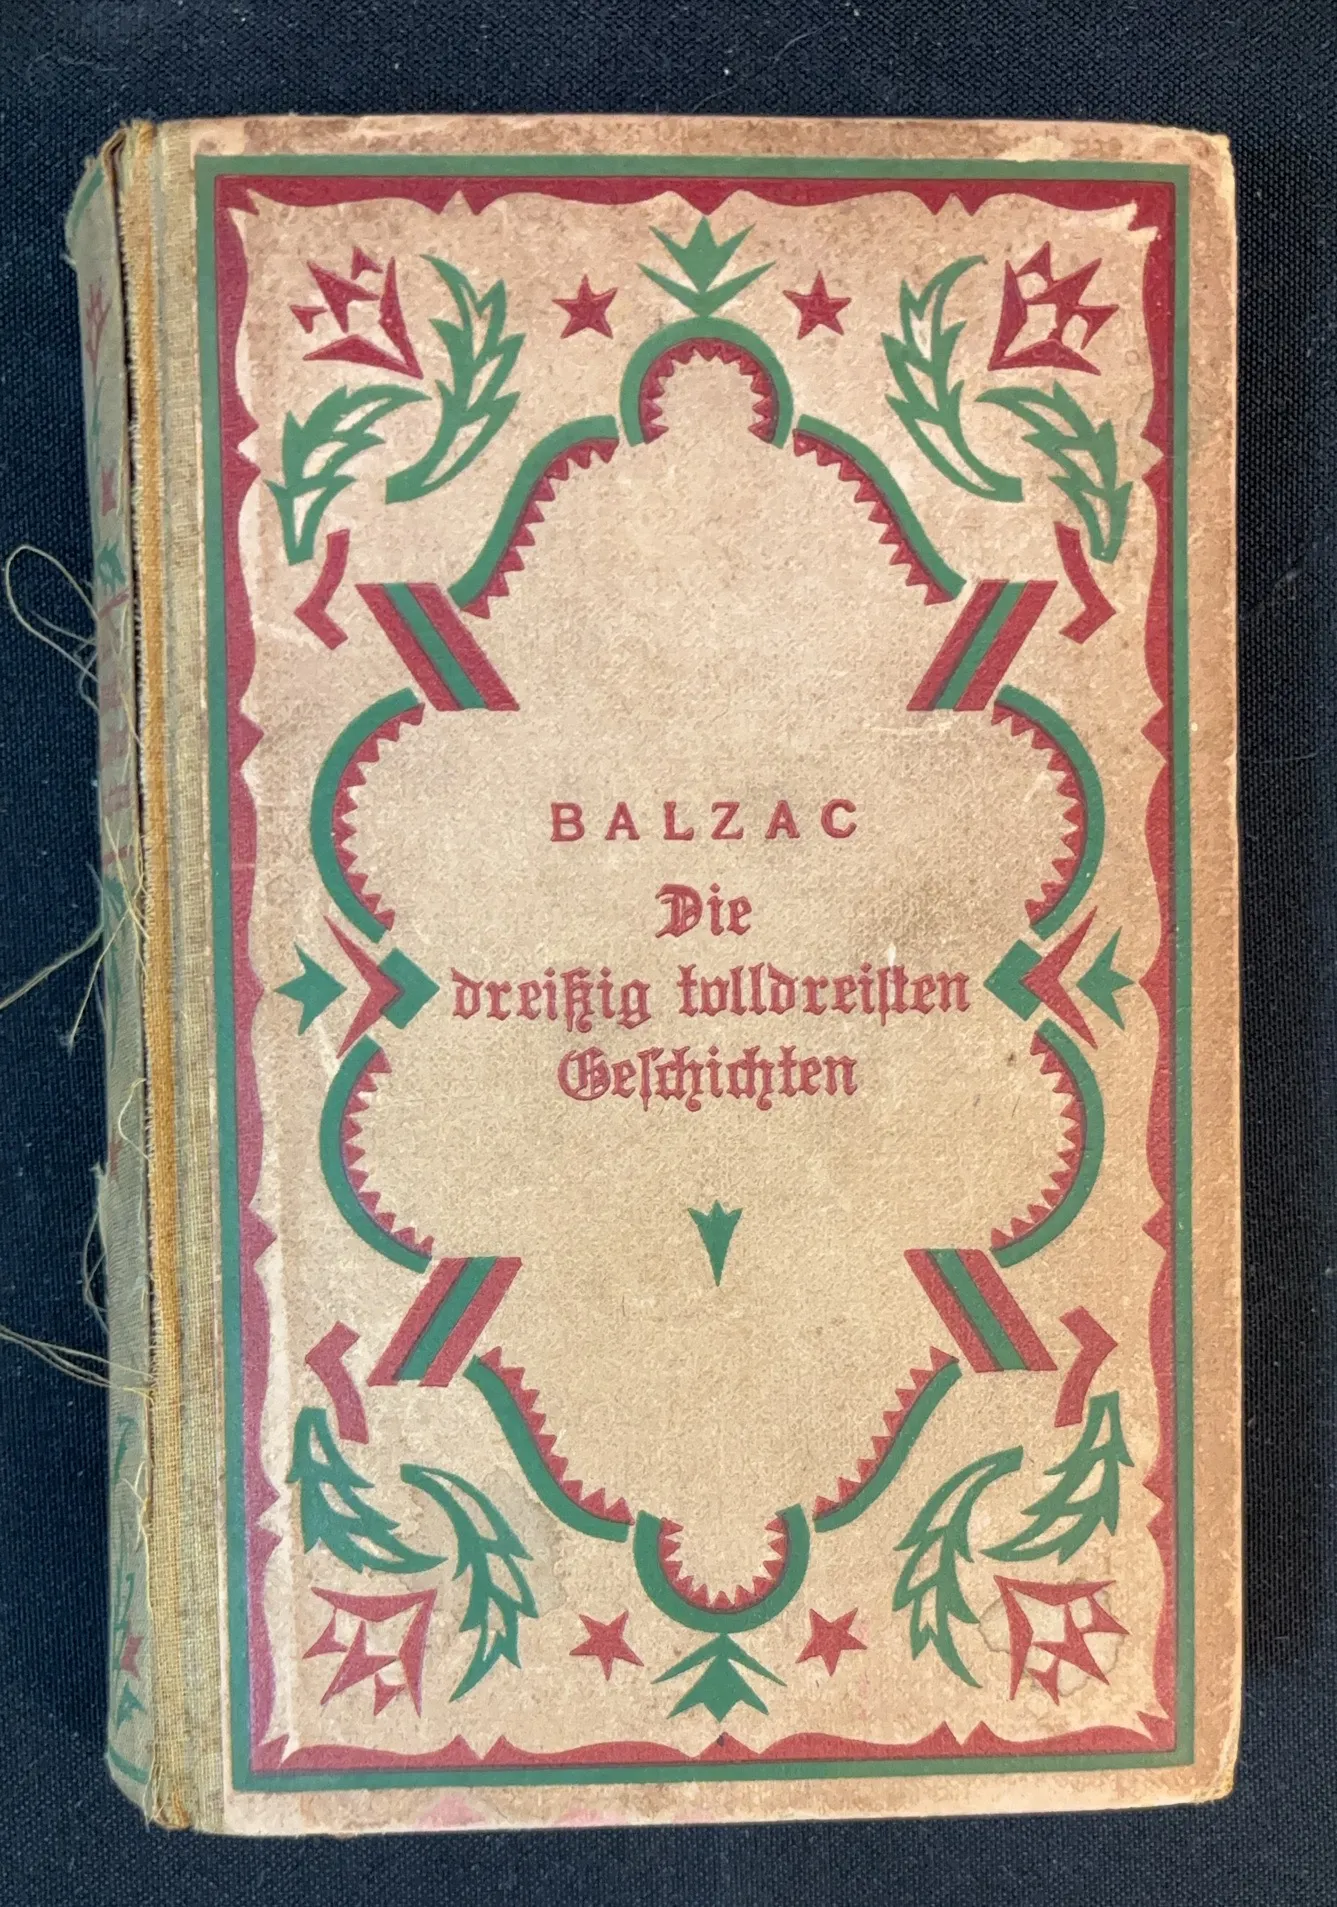 BALZAC
Die
dreißig tolldreisten
Geschichten